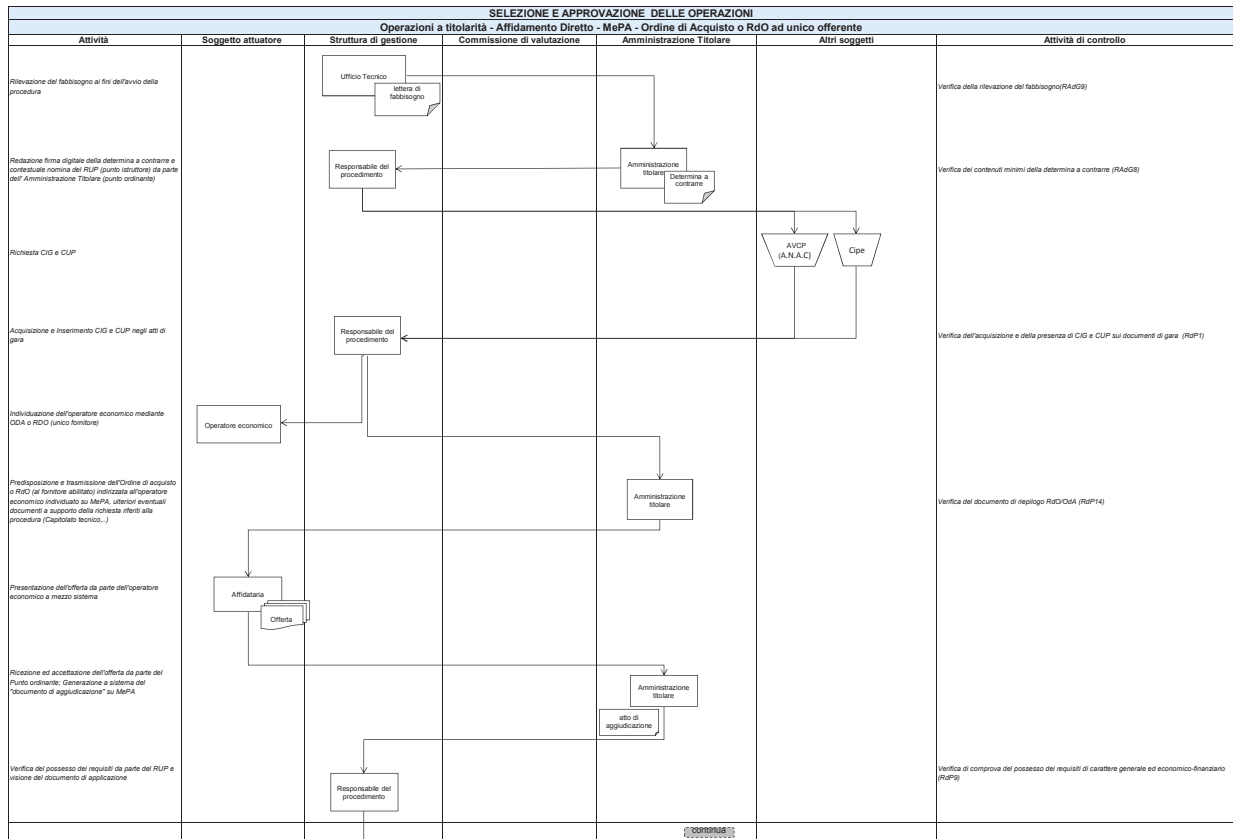 SELEZIONE E APPROVAZIONE DELLE OPERAZIONI
Operazioni a titolarità - Affidamento Diretto - MePA - Ordine di Acquisto o RdO ad unico offerente
Attività
Soggetto attuatore
Struttura di gestione
Commissione di valutazione
Amministrazione Titolare
Altri soggetti
Attività di controllo
Rilevazione del fabbisogno ai fini dell'avvio della
procedura
Ufficio Tecnico
lettera di
fabbisogno
Verifica della rilevazione del fabbisogno(RAdG9)
Redazione firma digitale della determina a contrarre e
contestuale nomina del RUP (punto istruttore) da parte
dell' Amministrazione Titolare (punto ordinante)
Responsabile del
procedimento
Amministrazione
titolare
Determina a
contrarre
Verifica dei contenuti minimi della determina a contrarre (RAdG8)
Richiesta CIG e CUP
AVCP
(A.N.A.C)
Cipe
Acquisizione e Inserimento CIG e CUP negli atti di
gara
Responsabile del
procedimento
Verifica dell'acquisizione e della presenza di CIG e CUP sui documenti di gara (RdP1)
Individuazione dell'operatore economico mediante
ODA o RDO (unico fornitore)
Operatore economico
Predisposizione e trasmissione dell'Ordine di acquisto
o RdO (al fornitore abilitato) indirizzata all'operatore
economico individuato su MePA, ulteriori eventuali
documenti a supporto della richiesta riferiti alla
procedura (Capitolato tecnico,..)
Amministrazione
titolare
Verifica del documento di riepilogo RdO/OdA (RdP14)
Presentazione dell'offerta da parte dell'operatore
economico a mezzo sistema
Affidataria
Offerta
Ricezione ed accettazione dell'offerta da parte del
Punto ordinante; Generazione a sistema del
"documento di aggiudicazione" su MePA
Amministrazione
titolare
atto di
aggiudicazione
Verifica del possesso dei requisiti da parte del RUP e
visione del documento di applicazione
Responsabile del
procedimento
Verifica di comprova del possesso dei requisiti di carattere generale ed economico-finanziario
(RdP9)
continua